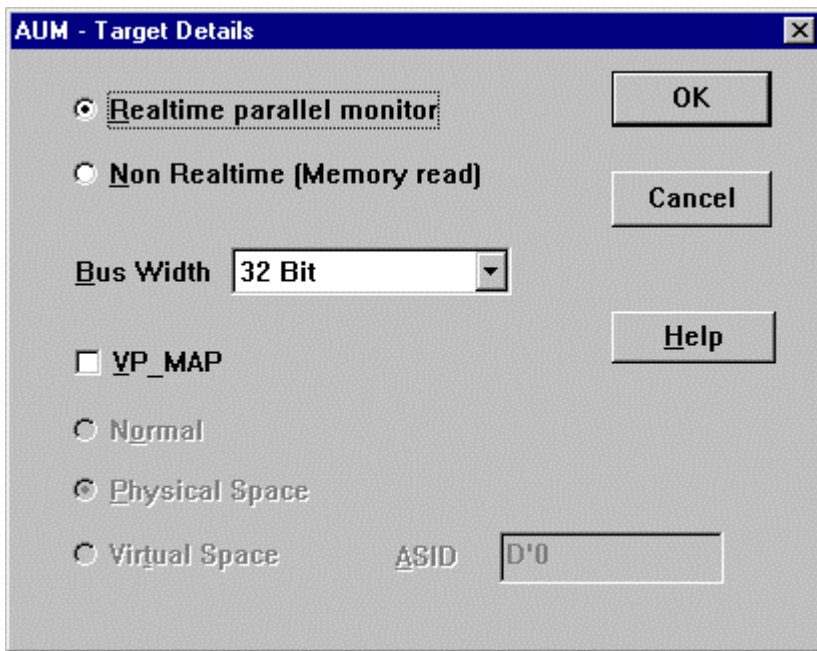 AUM - Target Details
Realtime parallel monitor
OK
Non Realtime (Memory read)
Cancel
Bus Width 32 Bit
Help
VP_MAP
Normal
Physical Space
Virtual Space ASID D'0